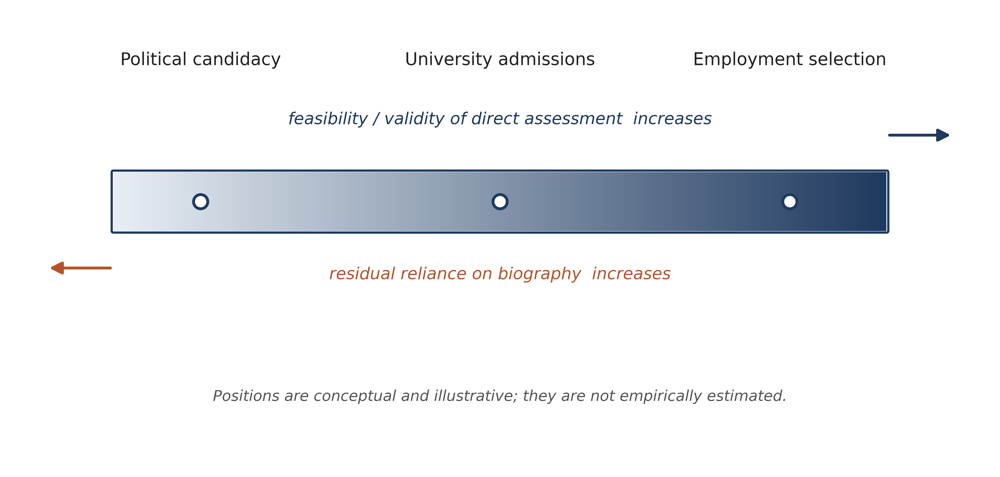 Political candidacy
University admissions
Employment selection
feasibility / validity of direct assessment  increases
residual reliance on biography  increases
Positions are conceptual and illustrative; they are not empirically estimated.